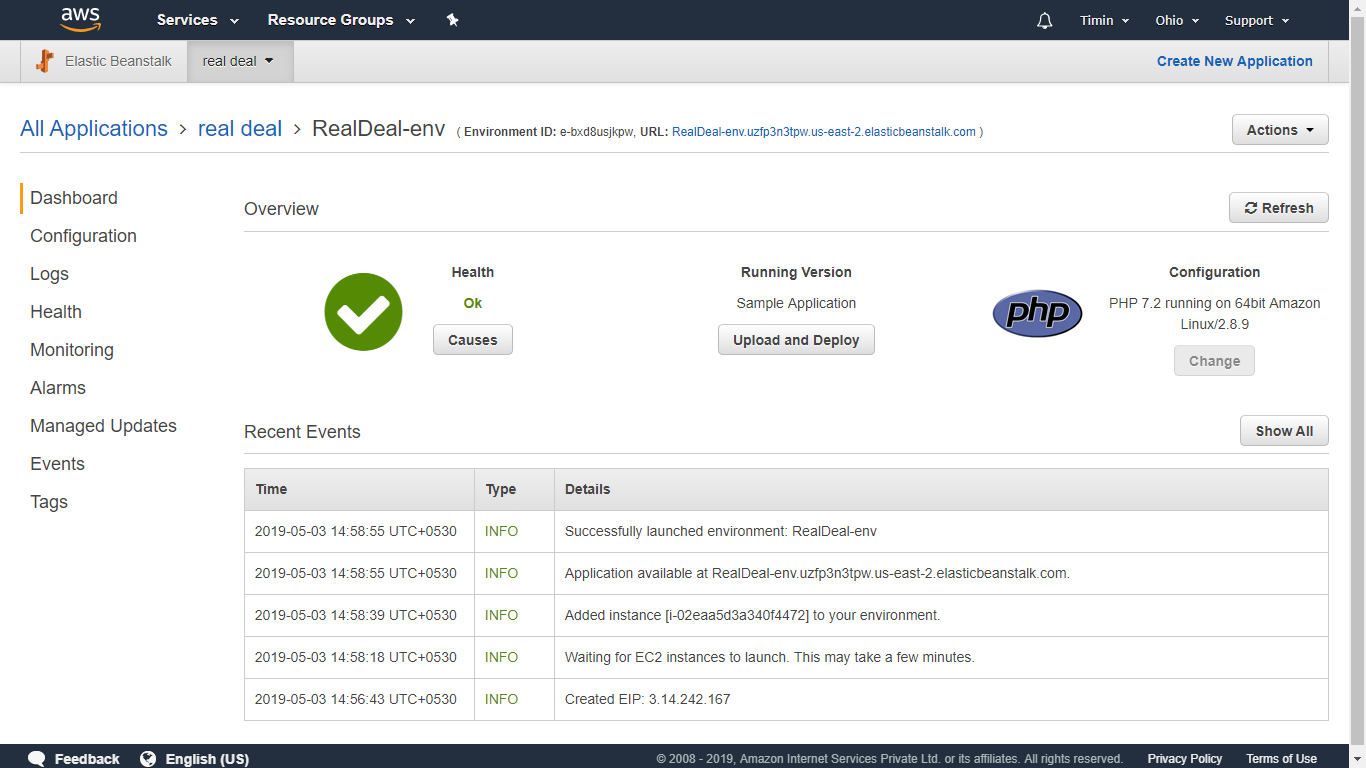 aws Services Resource Groups Timin Ohio Support
Elastic Beanstalk real deal Create New Application
All Applications > real deal > RealDeal-env ( Environment ID: e-bxd8usjkpw, URL: RealDeal-env.uzfp3n3tpw.us-east-2.elasticbeanstalk.com ) Actions
Dashboard
Configuration
Logs
Health
Monitoring
Alarms
Managed Updates
Events
Tags
Overview Refresh
Health
Ok
Causes
Running Version
Sample Application
Upload and Deploy
php
Configuration
PHP 7.2 running on 64bit Amazon
Linux/2.8.9
Change
Recent Events Show All
Time Type Details
2019-05-03 14:58:55 UTC+0530 INFO Successfully launched environment: RealDeal-env
2019-05-03 14:58:55 UTC+0530 INFO Application available at RealDeal-env.uzfp3n3tpw.us-east-2.elasticbeanstalk.com.
2019-05-03 14:58:39 UTC+0530 INFO Added instance [i-02eaa5d3a340f4472] to your environment.
2019-05-03 14:58:18 UTC+0530 INFO Waiting for EC2 instances to launch. This may take a few minutes.
2019-05-03 14:56:43 UTC+0530 INFO Created EIP: 3.14.242.167
Feedback English (US) © 2008 - 2019, Amazon Internet Services Private Ltd. or its affiliates. All rights reserved. Privacy Policy Terms of Use